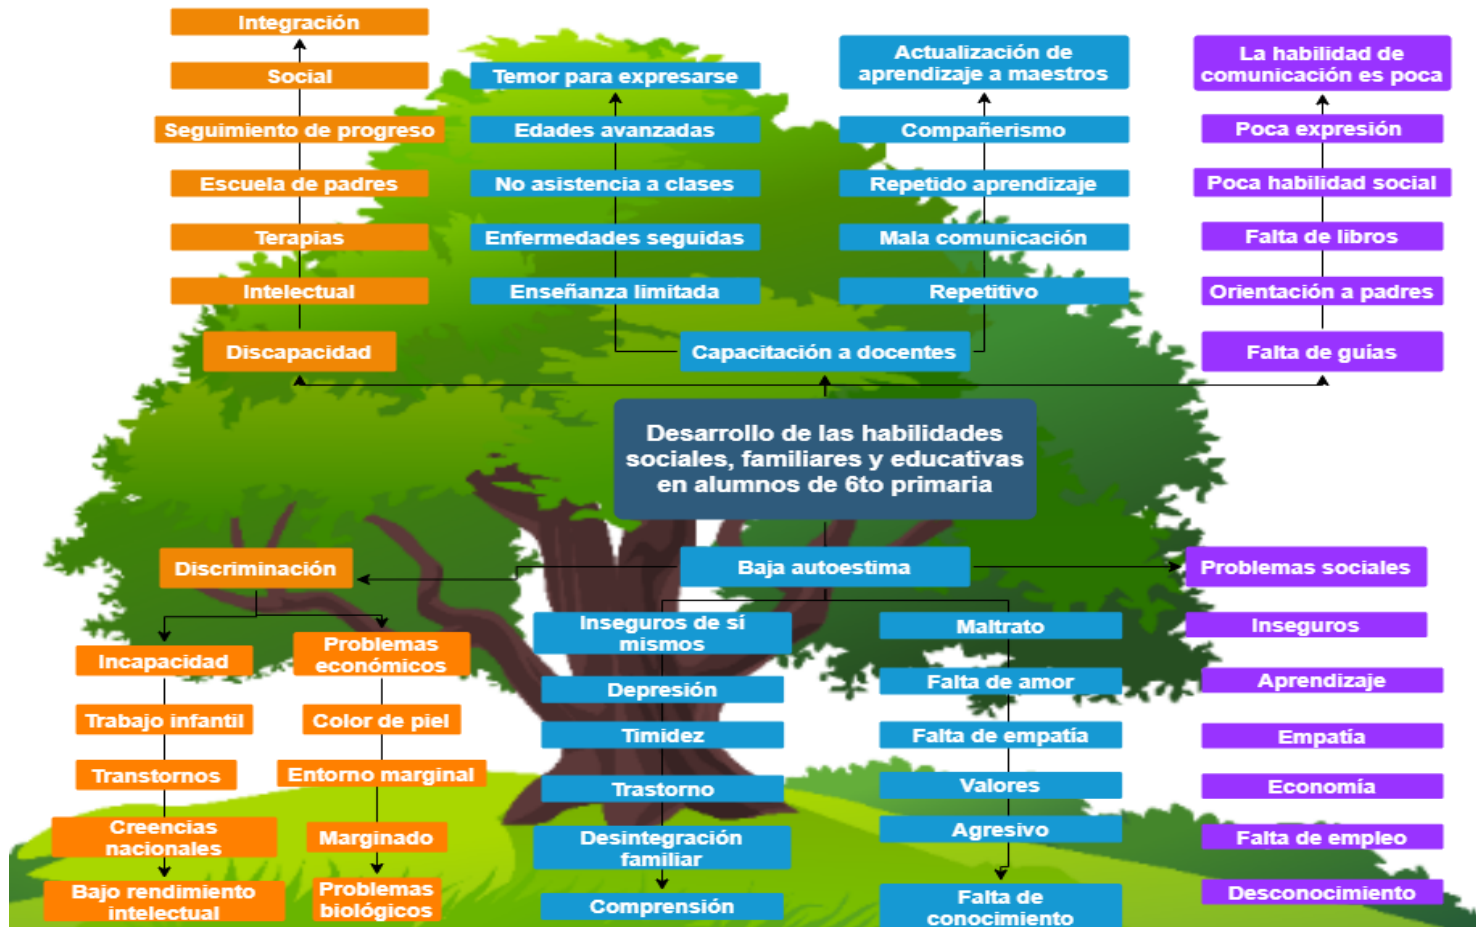 Integración
Social
Seguimiento de progreso
Escuela de padres
Terapias
Intelectual
Discapacidad
Temor para expresarse
Edades avanzadas
No asistencia a clases
Enfermedades seguidas
Enseñanza limitada
Actualización de
aprendizaje a maestros
Compañerismo
Repetido aprendizaje
Mala comunicación
Repetitivo
Capacitación a docentes
La habilidad de
comunicación es poca
Poca expresión
Poca habilidad social
Falta de libros
Orientación a padres
Falta de guías
Desarrollo de las habilidades
sociales, familiares y educativas
en alumnos de 6to primaria
Discriminación
Baja autoestima
Problemas sociales
Incapacidad
Trabajo infantil
Transtornos
Creencias
nacionales
Bajo rendimiento
intelectual
Problemas
económicos
Color de piel
Entorno marginal
Marginado
Problemas
biológicos
Inseguros de sí
mismos
Depresión
Timidez
Trastorno
Desintegración
familiar
Comprensión
Maltrato
Falta de amor
Falta de empatía
Valores
Agresivo
Falta de
conocimiento
Inseguros
Aprendizaje
Empatía
Economía
Falta de empleo
Desconocimiento